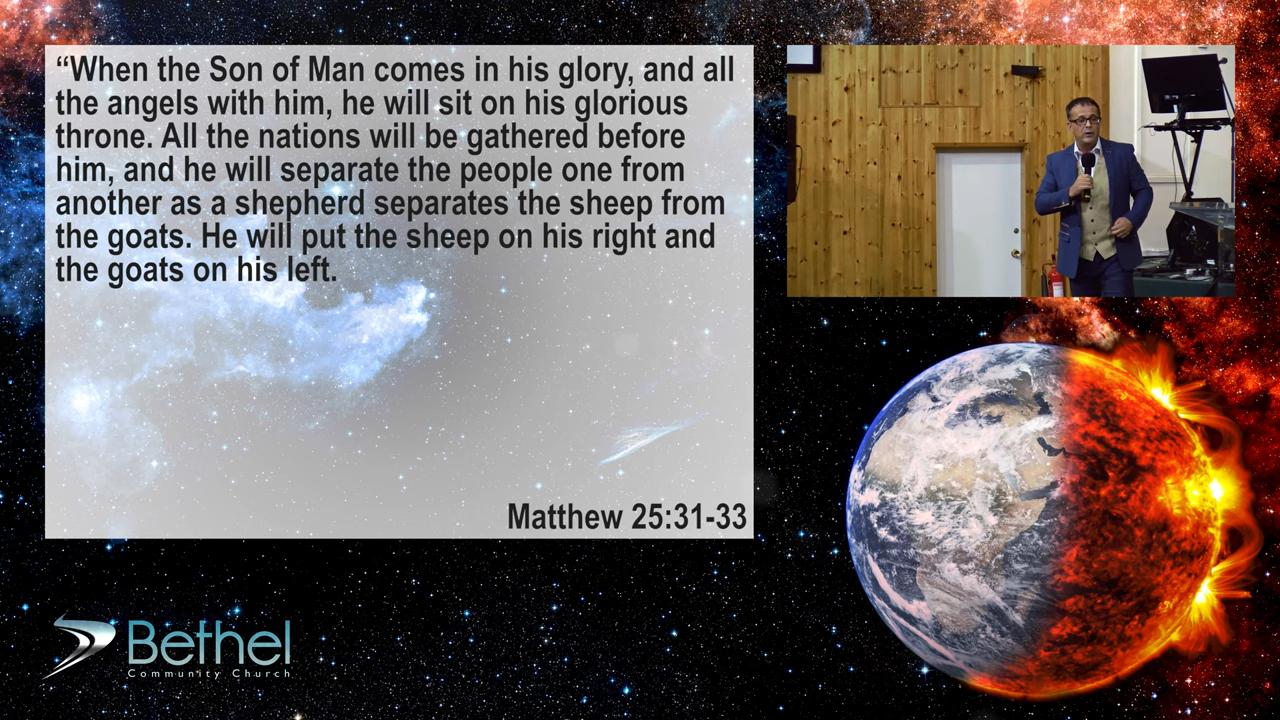 “When the Son of Man comes in his glory, and all
the angels with him, he will sit on his glorious
throne. All the nations will be gathered before
him, and he will separate the people one from
another as a shepherd separates the sheep from
the goats. He will put the sheep on his right and
the goats on his left.
Matthew 25:31-33
Bethel
Community Church